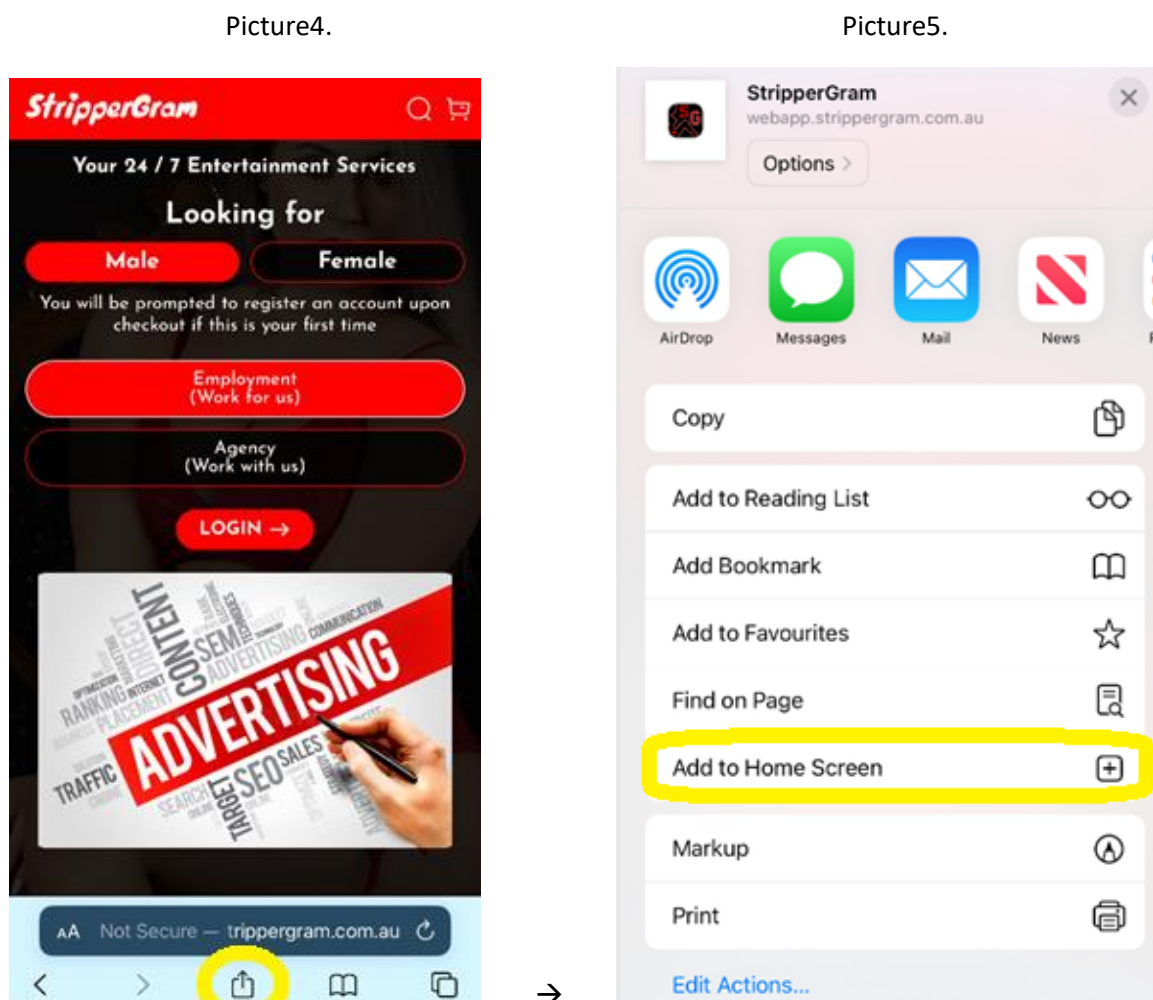 Picture4.
Picture5.
StripperGram
Your 24 / 7 Entertainment Services
Looking for
Male
Female
You will be prompted to register an account upon
checkout if this is your first time
Employment
(Work for us)
Agency
(Work with us)
LOGIN →
CONTENT
DIRECT
SEM
ADVERTISING
COMMUNICATION
RANKING
INTERNET
PLACEMENT
ADVERTISING
TRAFFIC
SEARCH
TARGET
SEO
SALES
AA Not Secure — trippergram.com.au
→
StripperGram
webapp.strippergram.com.au
Options >
AirDrop
Messages
Mail
News
Copy
Add to Reading List
Add Bookmark
Add to Favourites
Find on Page
Add to Home Screen
Markup
Print
Edit Actions...